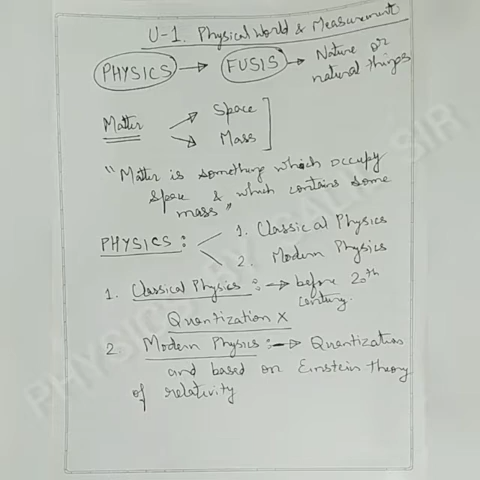 U-1. Physical World & Measurement
PHYSICS → FUSIS → Nature or
natural things
Matter → Space
→ Mass
"Matter is something which occupy
space & which contains some
mass"
PHYSICS : 1. Classical Physics
2. Modern Physics
1. Classical Physics :→ before 20th
century.
Quantization X
2. Modern Physics :→ Quantization
and based on Einstein theory
of relativity